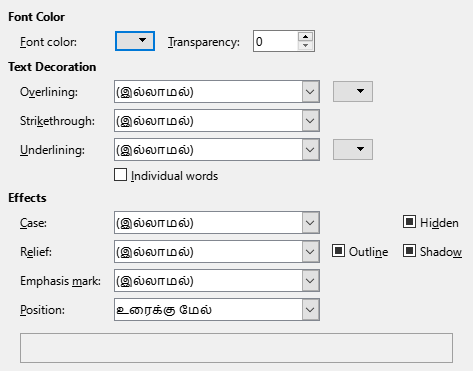 Font Color
Font color: Transparency: 0
Text Decoration
Overlining: (இல்லாமல்)
Strikethrough: (இல்லாமல்)
Underlining: (இல்லாமல்)
Individual words
Effects
Case: (இல்லாமல்) Hidden
Relief: (இல்லாமல்) Outline Shadow
Emphasis mark: (இல்லாமல்)
Position: உரைக்கு மேல்